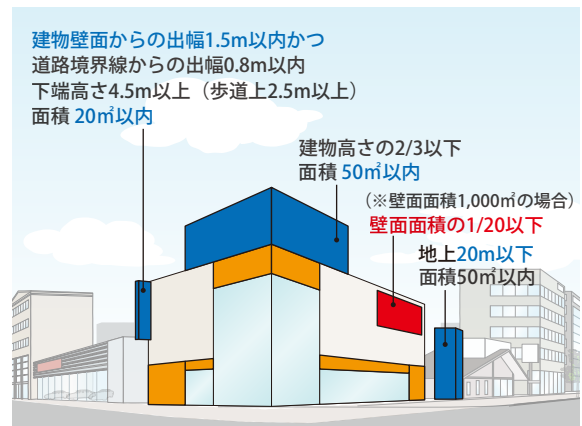 建物壁面からの出幅1.5m以内かつ
道路境界線からの出幅0.8m以内
下端高さ4.5m以上（歩道上2.5m以上）
面積 20㎡以内
建物高さの2/3以下
面積 50㎡以内
（※壁面面積1,000㎡の場合）
壁面面積の1/20以下
地上20m以下
面積50㎡以内